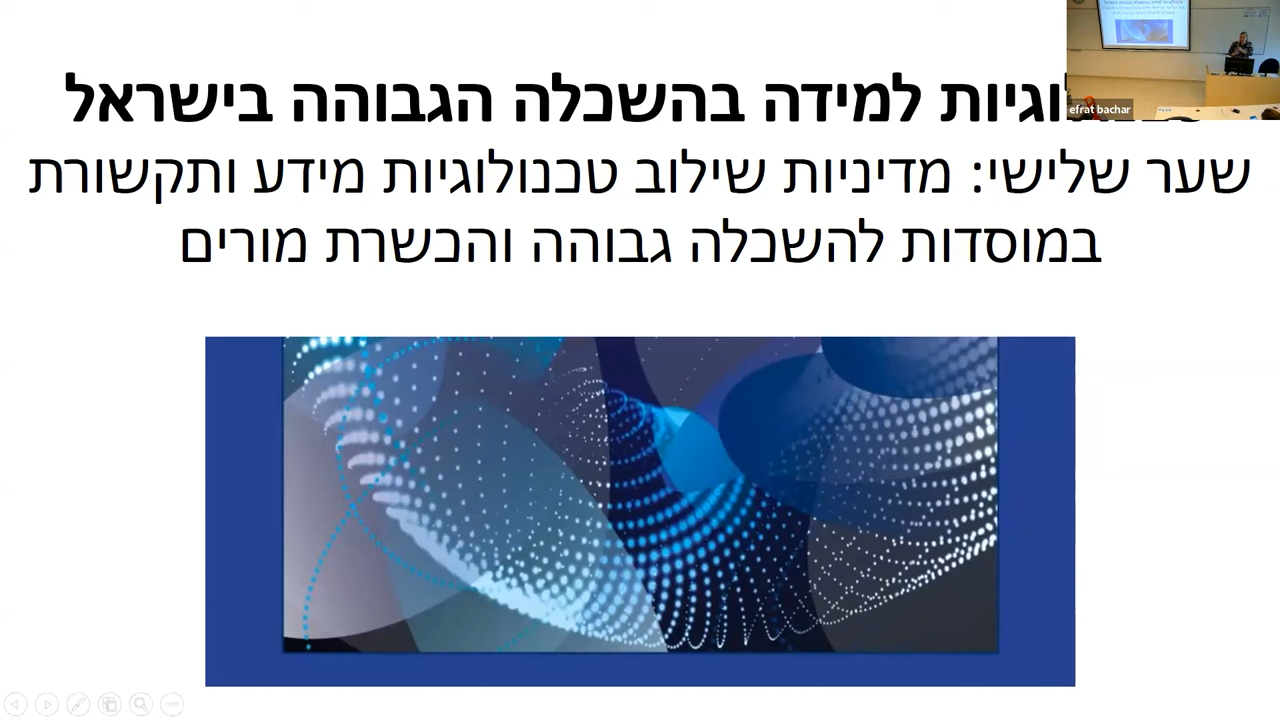 למידה בהשכלה הגבוהה בישראל
שער שלישי: מדיניות שילוב טכנולוגיות מידע ותקשורת
במוסדות להשכלה גבוהה והכשרת מורים
efrat bachar